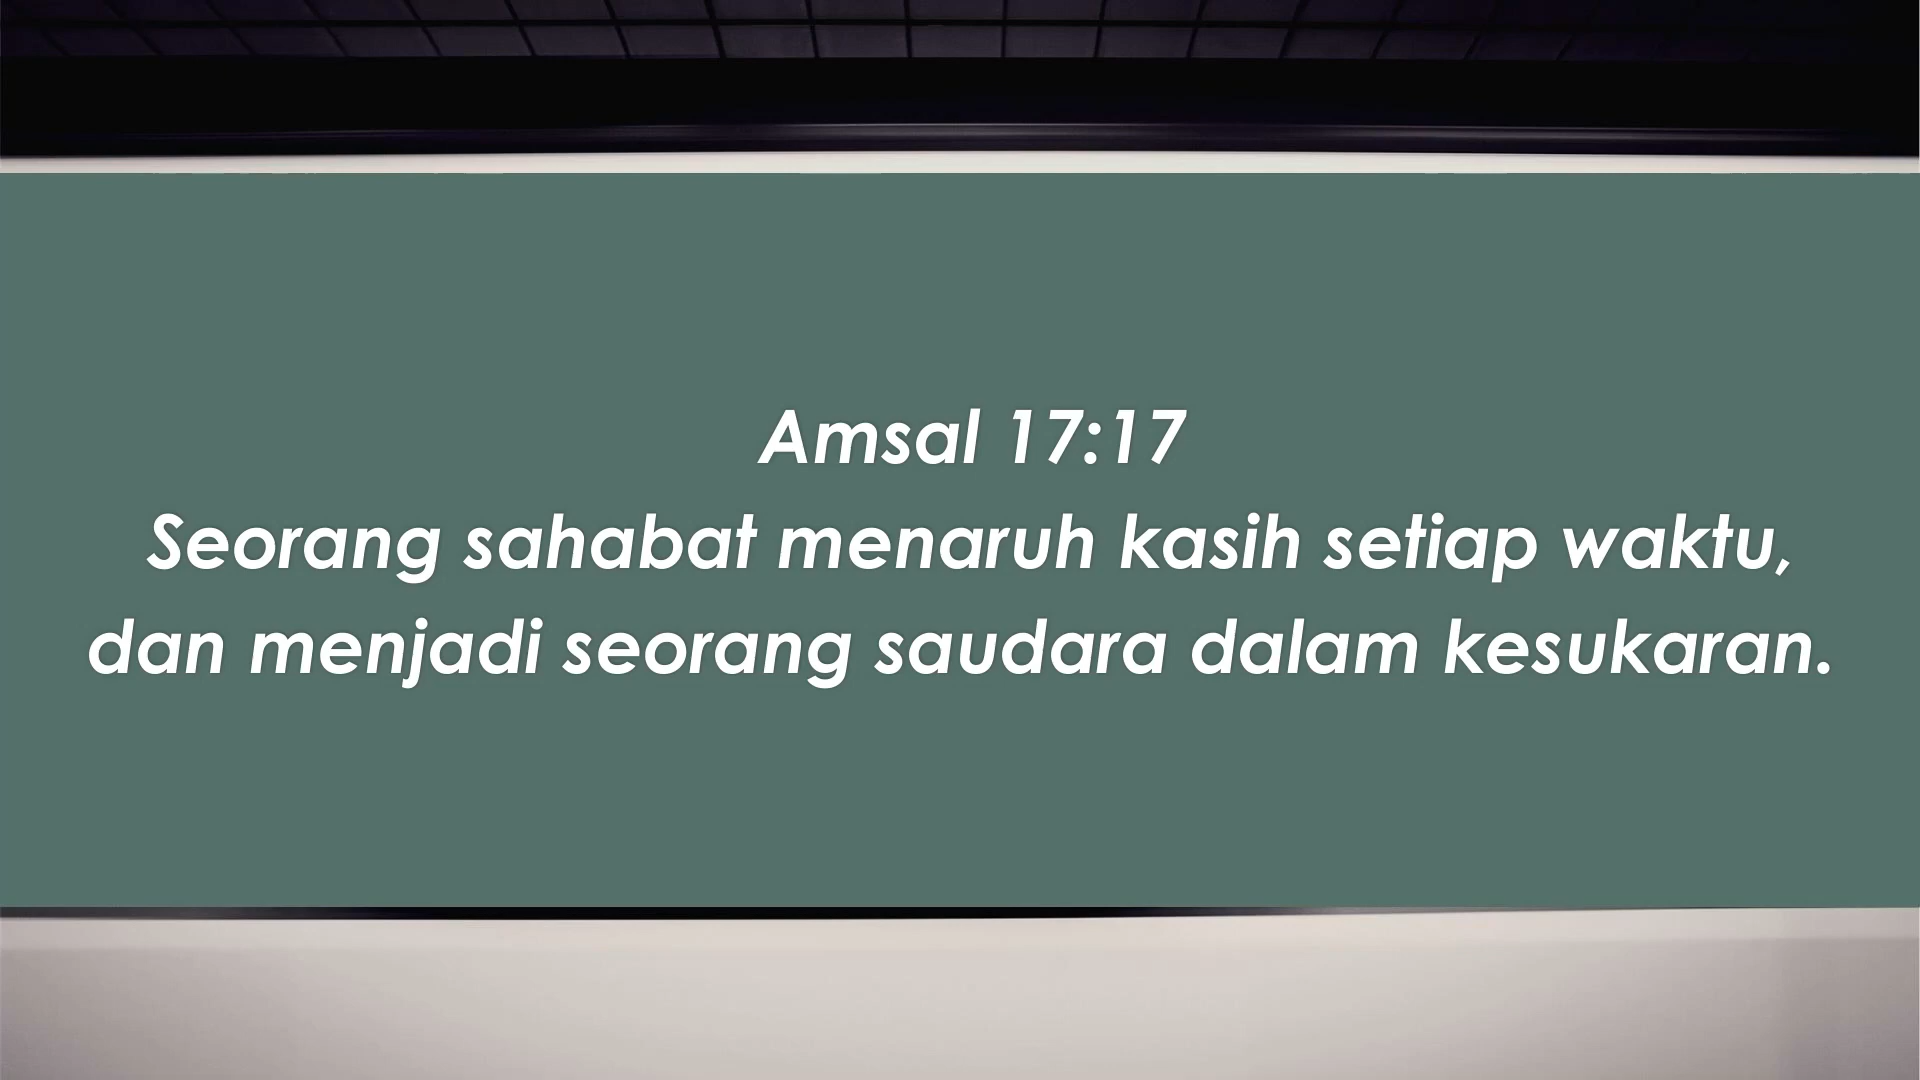 Amsal 17:17
Seorang sahabat menaruh kasih setiap waktu,
dan menjadi seorang saudara dalam kesukaran.